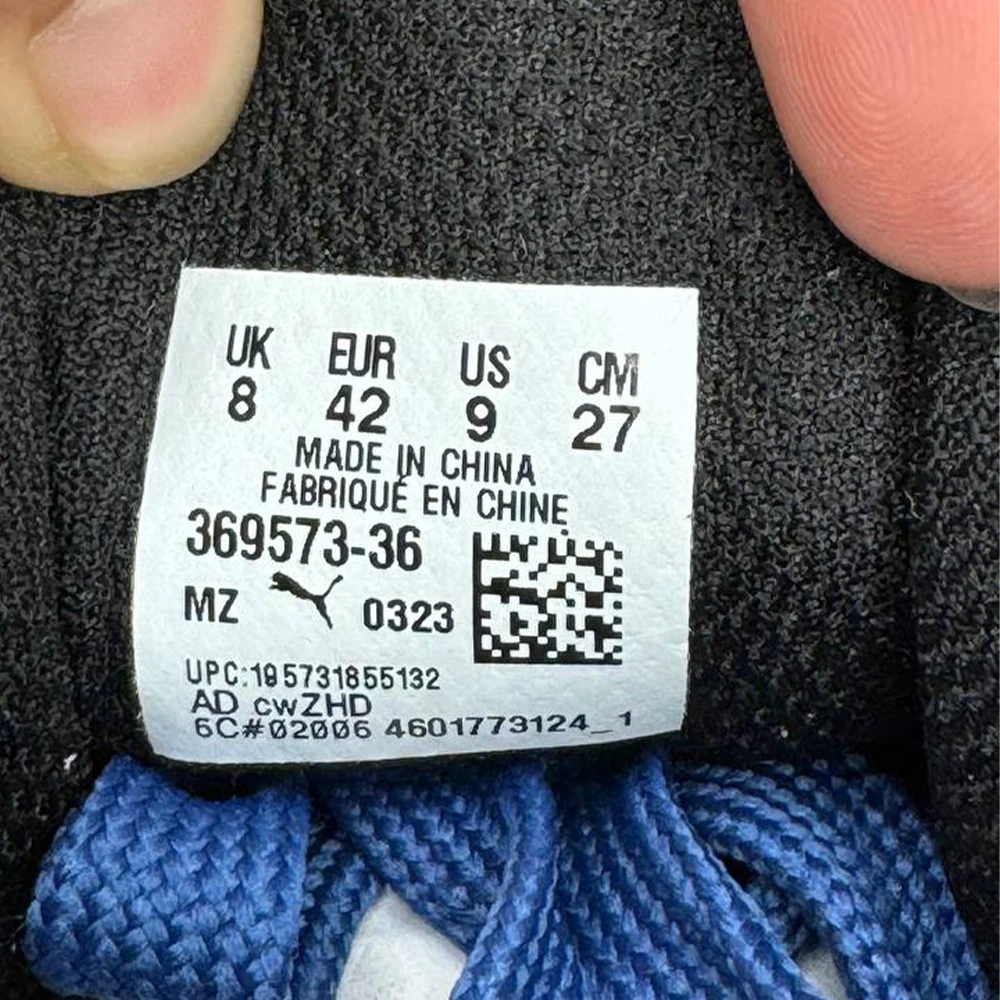 UK EUR US CM
8 42 9 27
MADE IN CHINA
FABRIQUÉ EN CHINE
369573-36
MZ 0323
UPC:195731855132
AD cwZHD
6C#02006 4601773124_1